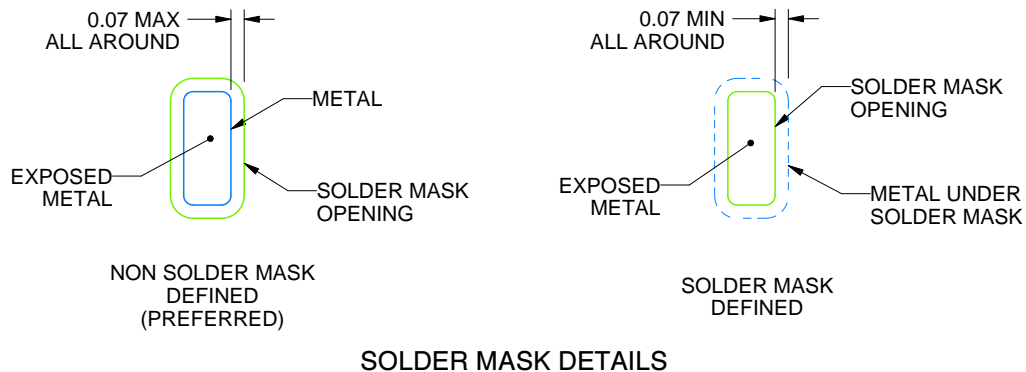 0.07 MAX
ALL AROUND
METAL
EXPOSED
METAL
SOLDER MASK
OPENING
NON SOLDER MASK
DEFINED
(PREFERRED)
0.07 MIN
ALL AROUND
SOLDER MASK
OPENING
EXPOSED
METAL
METAL UNDER
SOLDER MASK
SOLDER MASK
DEFINED
SOLDER MASK DETAILS